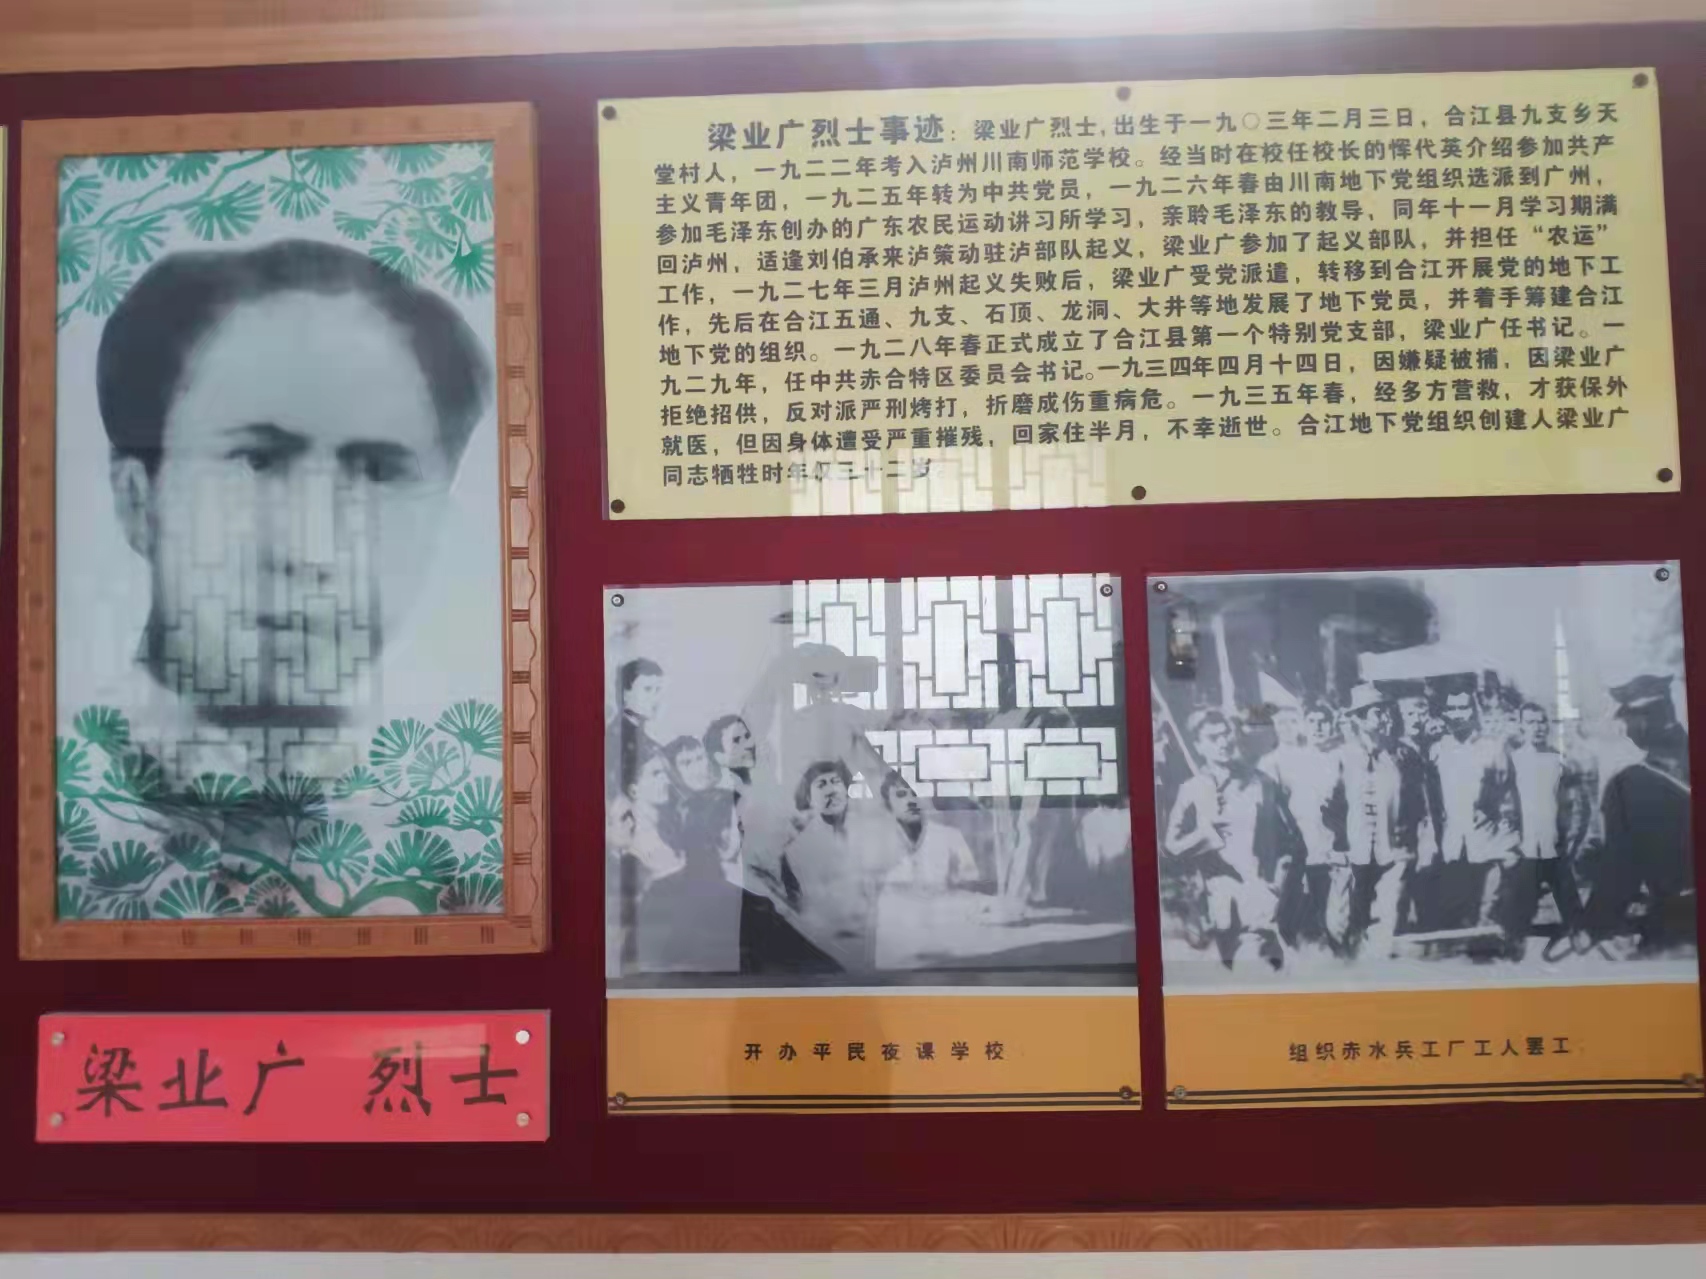 梁业广烈士事迹：梁业广烈士，出生于一九〇三年二月三日，合江县九支乡天
堂村人，一九二二年考入泸州川南师范学校。经当时在校任校长的恽代英介绍参加共产
主义青年团，一九二五年转为中共党员，一九二六年春由川南地下党组织选派到广州，
参加毛泽东创办的广东农民运动讲习所学习，亲聆毛泽东的教导，同年十一月学习期满
回泸州，适逢刘伯承来泸策动驻泸部队起义，梁业广参加了起义部队，并担任“农运”
工作，一九二七年三月泸州起义失败后，梁业广受党派遣，转移到合江开展党的地下工
作，先后在合江五通、九支、石顶、龙洞、大井等地发展了地下党员，并着手筹建合江
地下党的组织。一九二八年春正式成立了合江县第一个特别党支部，梁业广任书记。一
九二九年，任中共赤合特区委员会书记。一九三四年四月十四日，因嫌疑被捕，因梁业广
拒绝招供，反对派严刑烤打，折磨成伤重病危。一九三五年春，经多方营救，才获保外
就医，但因身体遭受严重摧残，回家住半月，不幸逝世。合江地下党组织创建人梁业广
同志牺牲时年仅三十二岁
梁业广 烈士
开办平民夜课学校
组织赤水兵工厂工人罢工